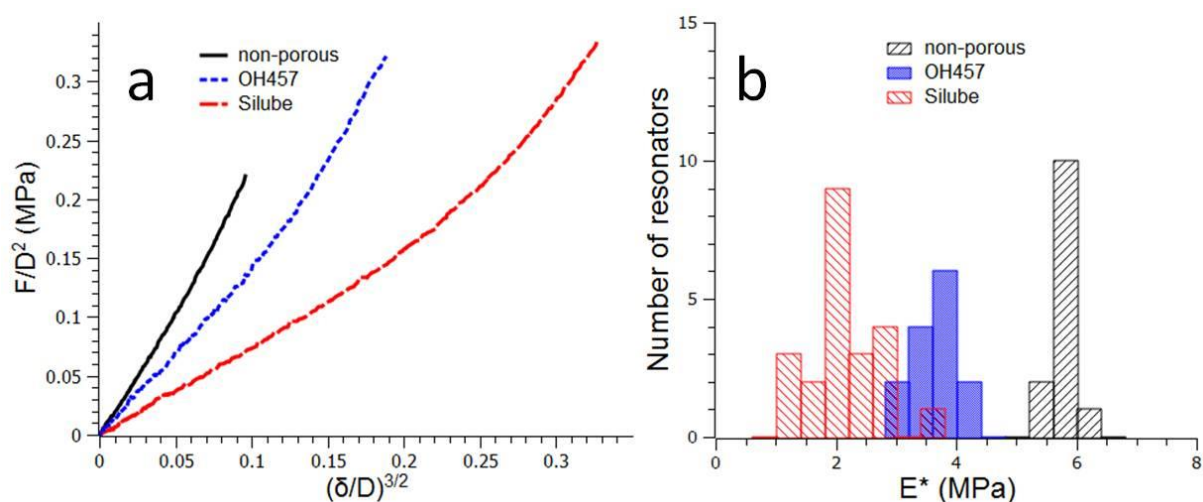 a
non-porous
OH457
Silube
F/D² (MPa)
0.3
0.25
0.2
0.15
0.1
0.05
0
0 0.05 0.1 0.15 0.2 0.25 0.3
(δ/D)³/²
b
non-porous
OH457
Silube
Number of resonators
15
10
5
0
0 2 4 6 8
E* (MPa)